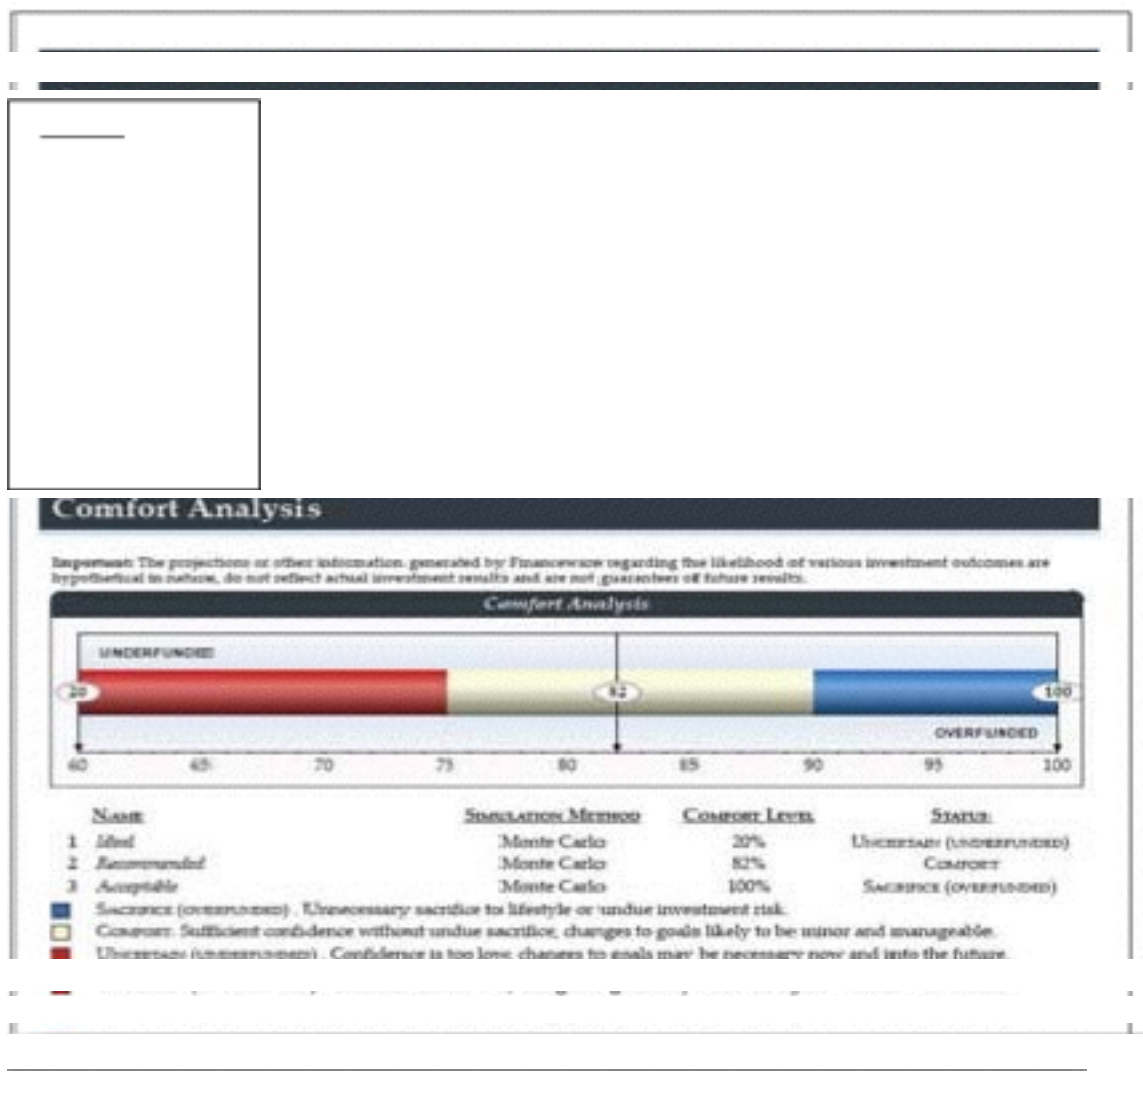 Comfort Analysis
Important: The projections or other information generated by Financeware regarding the likelihood of various investment outcomes are
hypothetical in nature, do not reflect actual investment results and are not guarantees of future results.
Comfort Analysis
UNDERFUNDED
20 82 100
OVERFUNDED
60 65 70 75 80 85 90 95 100
NAME SIMULATION METHOD COMFORT LEVEL STATUS
1 Ideal Monte Carlo 20% UNCERTAIN (UNDERFUNDED)
2 Recommended Monte Carlo 82% COMFORT
3 Acceptable Monte Carlo 100% SACRIFICE (OVERFUNDED)
SACRIFICE (OVERFUNDED) . Unnecessary sacrifice to lifestyle or undue investment risk.
COMFORT. Sufficient confidence without undue sacrifice, changes to goals likely to be minor and manageable.
UNCERTAIN (UNDERFUNDED) . Confidence is too low, changes to goals may be necessary now and into the future.